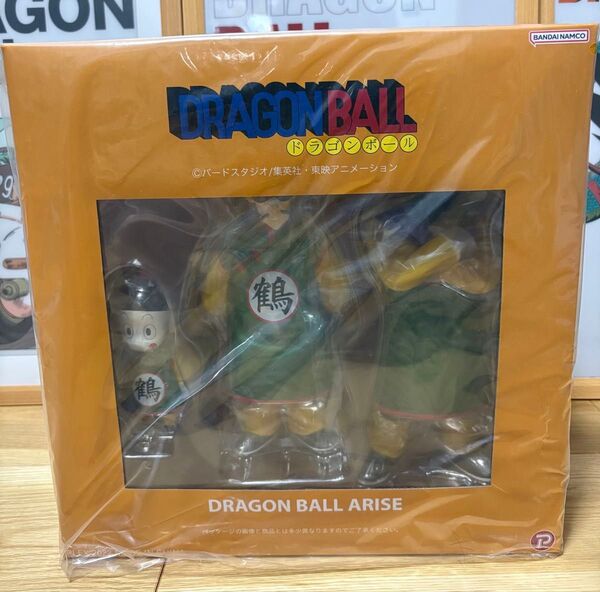 DRAGON
BALL
BANDAI NAMCO
DRAGON BALL
ドラゴンボール
©バードスタジオ/集英社・東映アニメーション
鶴
鶴
DRAGON BALL ARISE
パッケージの画像と商品とは多少異なりますのでご了承ください。